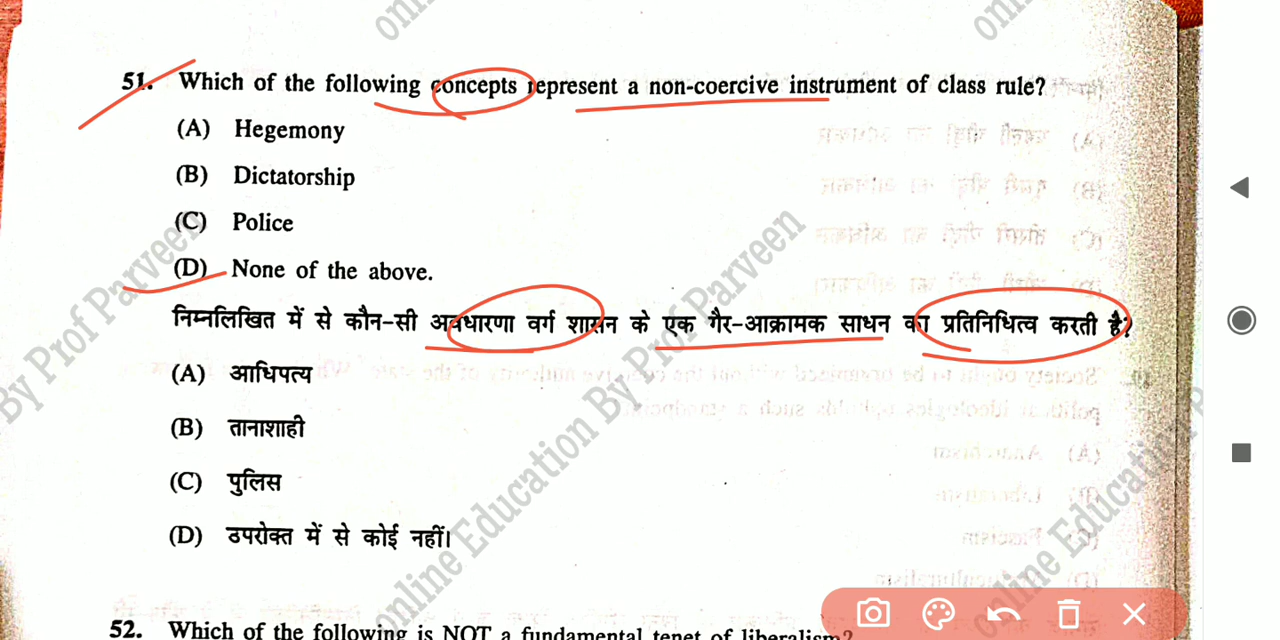 51. Which of the following concepts represent a non-coercive instrument of class rule?
(A) Hegemony
(B) Dictatorship
(C) Police
(D) None of the above.
निम्नलिखित में से कौन-सी अवधारणा वर्ग शासन के एक गैर-आक्रामक साधन का प्रतिनिधित्व करती है?
(A) आधिपत्य
(B) तानाशाही
(C) पुलिस
(D) उपरोक्त में से कोई नहीं।
52. Which of the following is NOT a fundamental tenet of liberalism?
By Prof Parveen
Online Education By Prof Parveen
Online Education